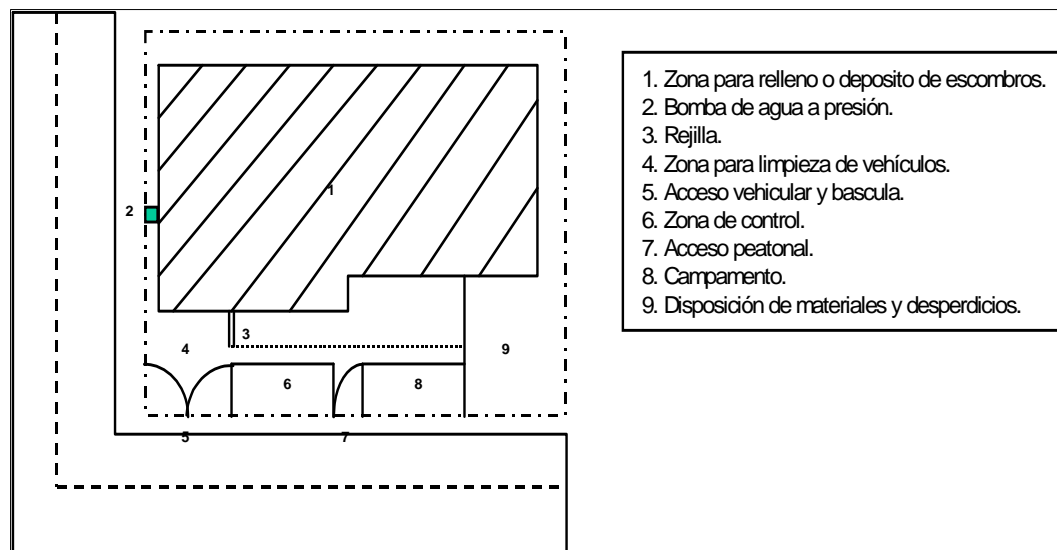 1
2
3
4
9
6
8
5
7
1. Zona para relleno o deposito de escombros.
2. Bomba de agua a presión.
3. Rejilla.
4. Zona para limpieza de vehículos.
5. Acceso vehicular y bascula.
6. Zona de control.
7. Acceso peatonal.
8. Campamento.
9. Disposición de materiales y desperdicios.